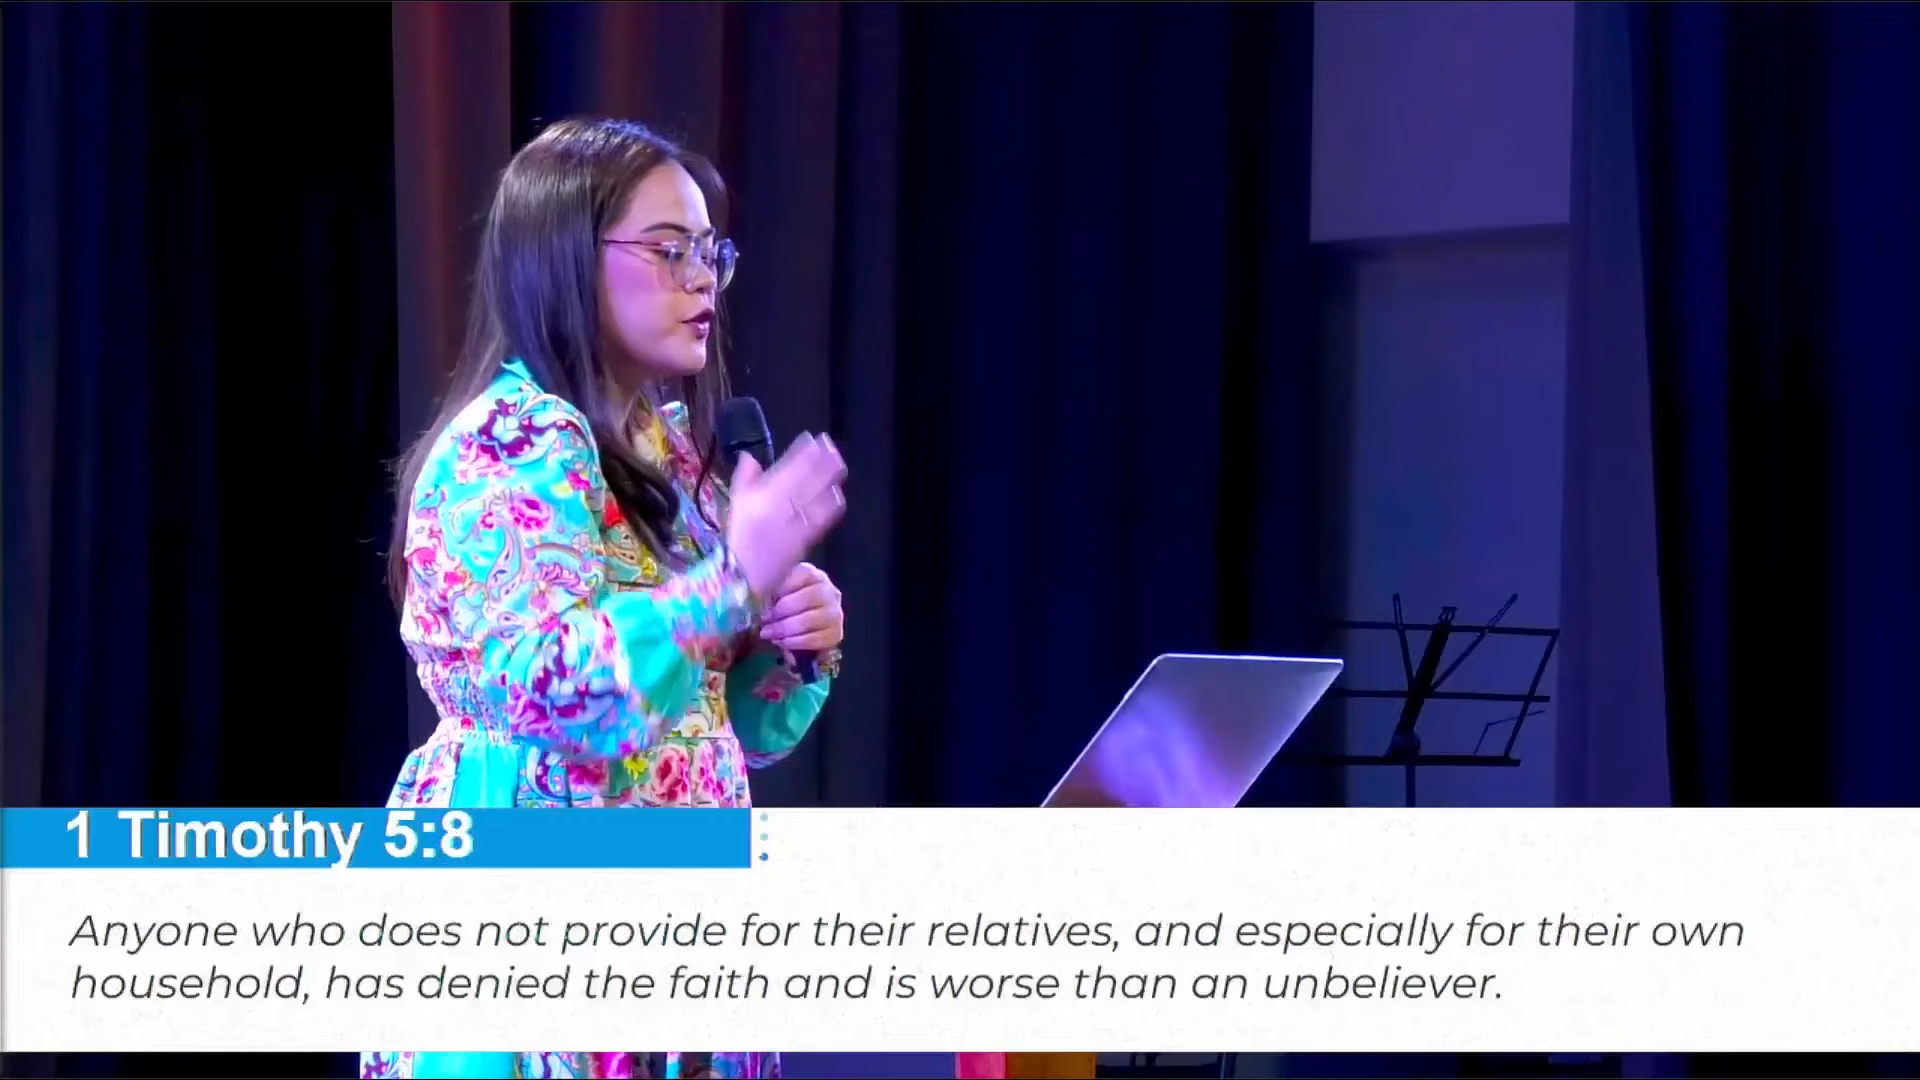 1 Timothy 5:8
Anyone who does not provide for their relatives, and especially for their own
household, has denied the faith and is worse than an unbeliever.